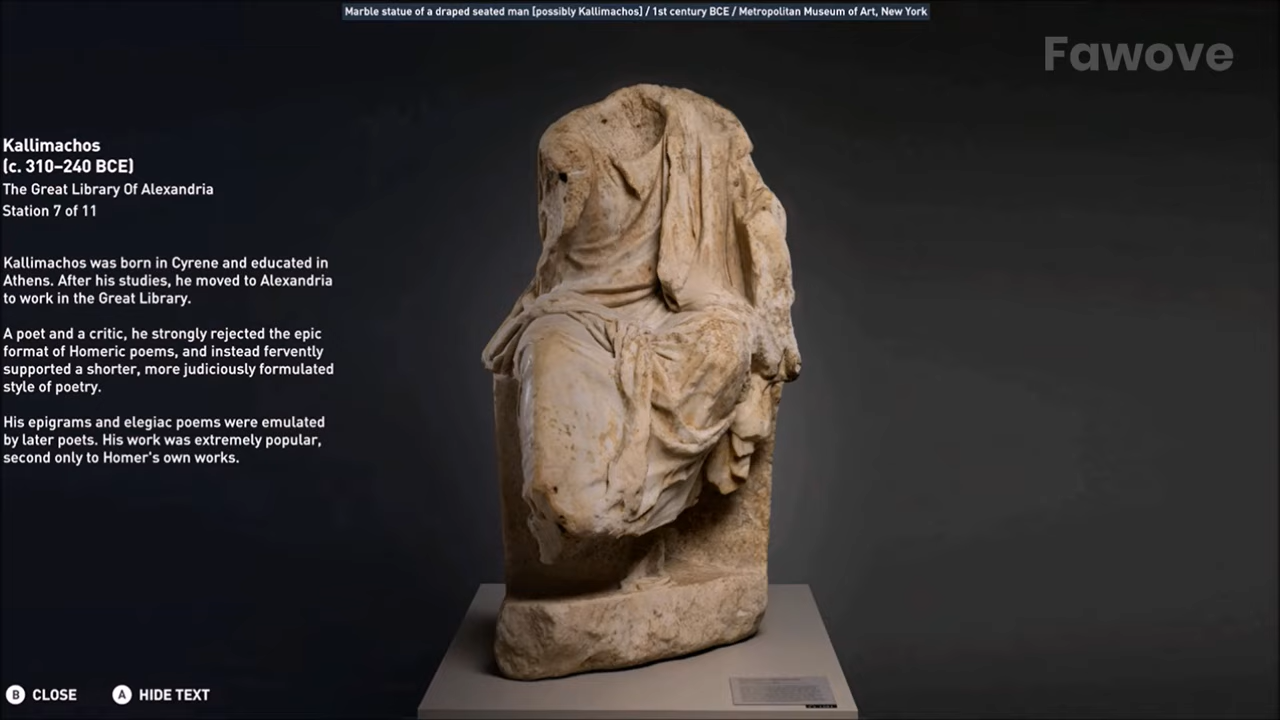 Marble statue of a draped seated man [possibly Kallimachos] / 1st century BCE / Metropolitan Museum of Art, New York
Fawove
Kallimachos
(c. 310–240 BCE)
The Great Library Of Alexandria
Station 7 of 11
Kallimachos was born in Cyrene and educated in
Athens. After his studies, he moved to Alexandria
to work in the Great Library.
A poet and a critic, he strongly rejected the epic
format of Homeric poems, and instead fervently
supported a shorter, more judiciously formulated
style of poetry.
His epigrams and elegiac poems were emulated
by later poets. His work was extremely popular,
second only to Homer's own works.
B CLOSE A HIDE TEXT